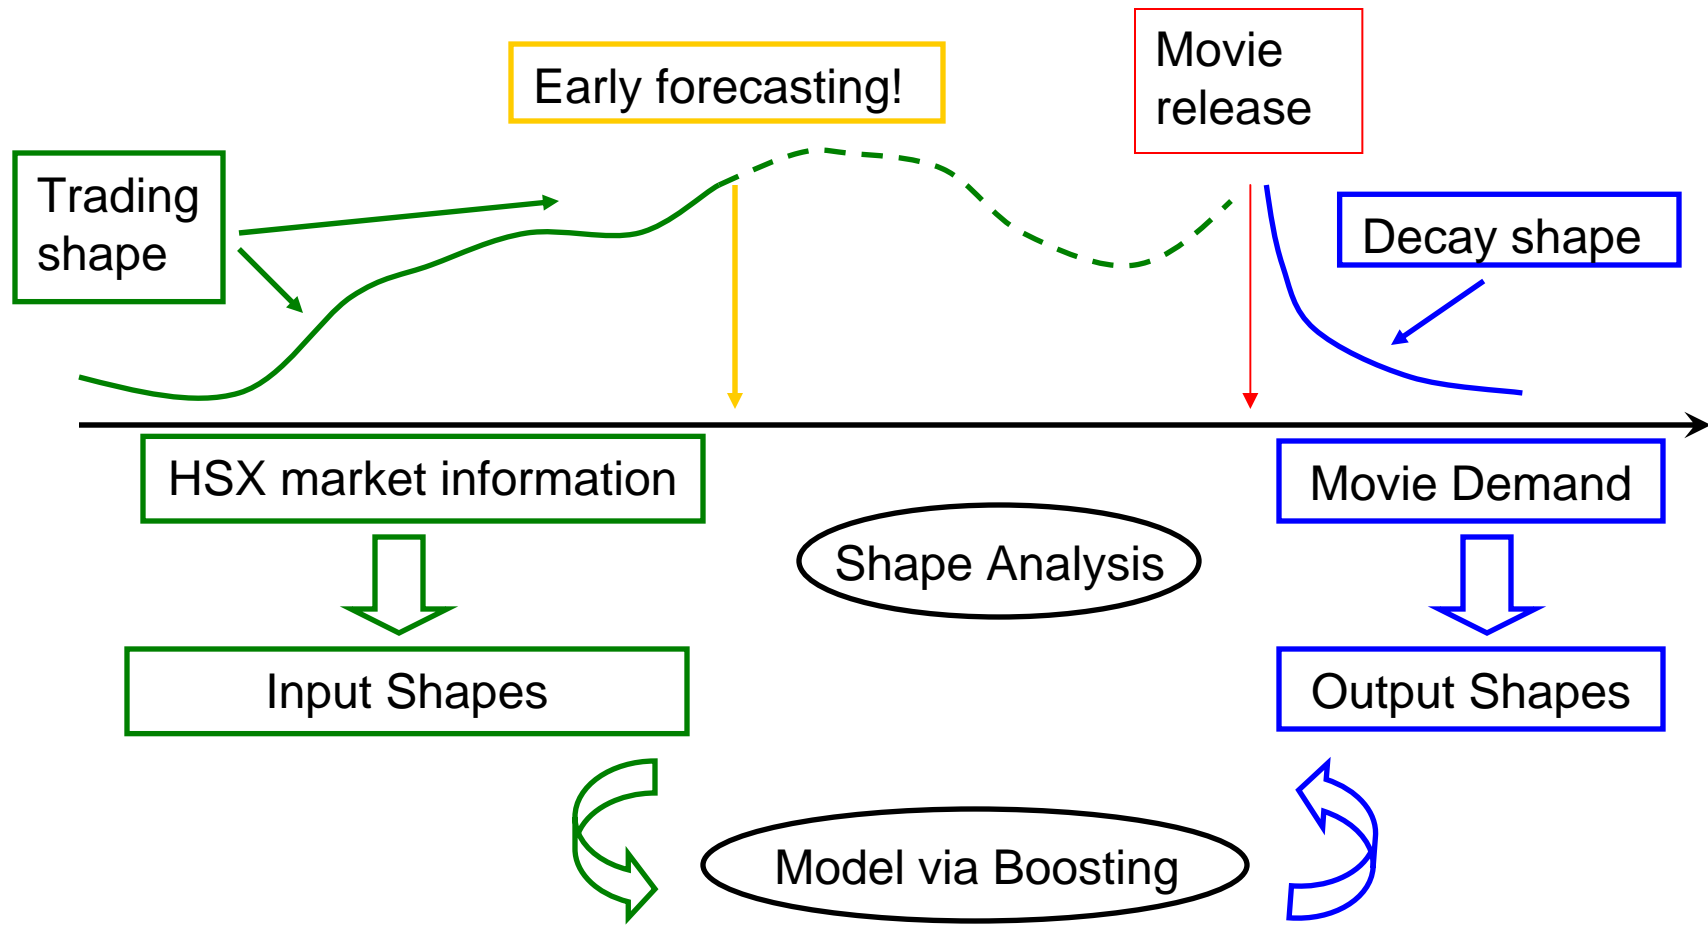 Early forecasting!
Movie
release
Trading
shape
Decay shape
HSX market information
Movie Demand
Shape Analysis
Input Shapes
Output Shapes
Model via Boosting